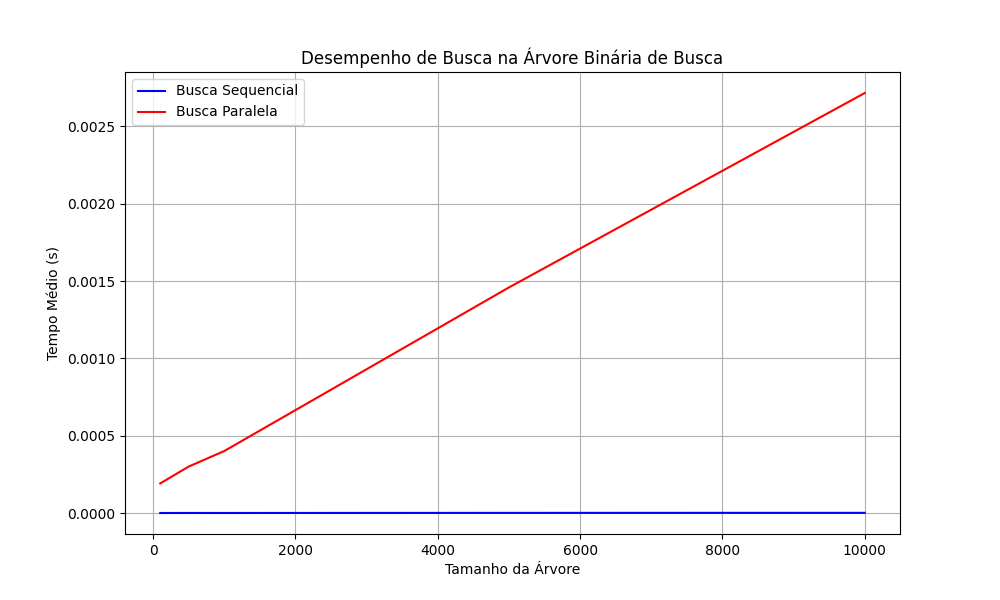 Desempenho de Busca na Árvore Binária de Busca
Busca Sequencial
Busca Paralela
Tempo Médio (s)
0.0025
0.0020
0.0015
0.0010
0.0005
0.0000
0 2000 4000 6000 8000 10000
Tamanho da Árvore